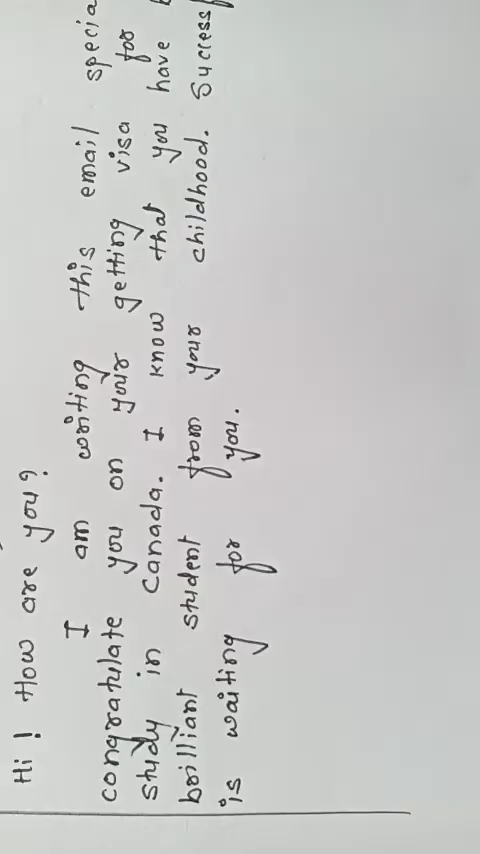 Hi! How are you?
I am writing this email
congratulate you on your getting visa for
study in Canada. I know that you have
brilliant student from your childhood. Success
is waiting for you.